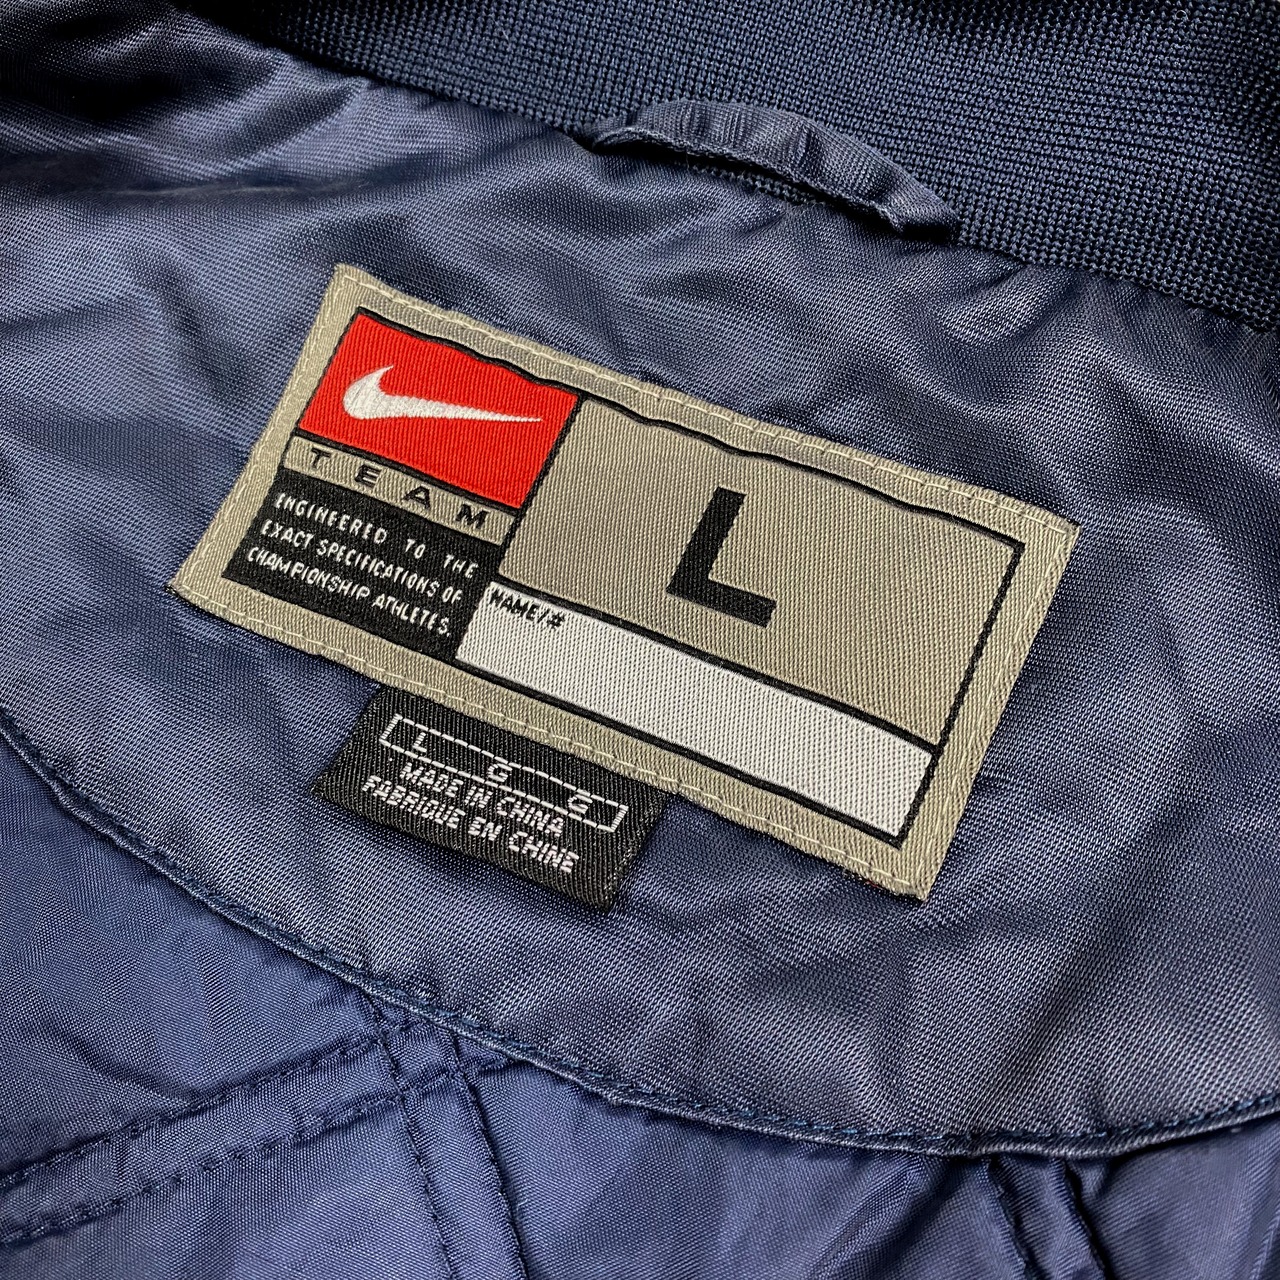 TEAM
ENGINEERED TO THE
EXACT SPECIFICATIONS OF
CHAMPIONSHIP ATHLETES.
L
NAME/#
L G G
MADE IN CHINA
FABRIQUE EN CHINE